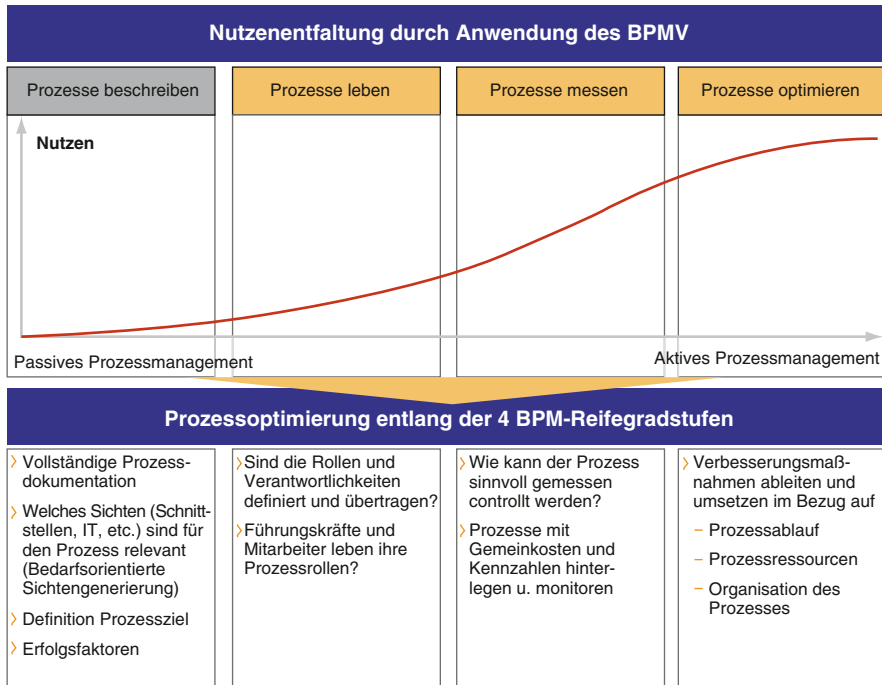 Nutzenentfaltung durch Anwendung des BPMV
Prozesse beschreiben
Prozesse leben
Prozesse messen
Prozesse optimieren
Nutzen
Passives Prozessmanagement
Aktives Prozessmanagement
Prozessoptimierung entlang der 4 BPM-Reifegradstufen
Vollständige Prozess-
dokumentation
Welches Sichten (Schnitt-
stellen, IT, etc.) sind für
den Prozess relevant
(Bedarfsorientierte
Sichtengenerierung)
Definition Prozessziel
Erfolgsfaktoren
Sind die Rollen und
Verantwortlichkeiten
definiert und übertragen?
Führungskräfte und
Mitarbeiter leben ihre
Prozessrollen?
Wie kann der Prozess
sinnvoll gemessen
controllt werden?
Prozesse mit
Gemeinkosten und
Kennzahlen hinter-
legen u. monitoren
Verbesserungsmaß-
nahmen ableiten und
umsetzen im Bezug auf
– Prozessablauf
– Prozessressourcen
– Organisation des
Prozesses